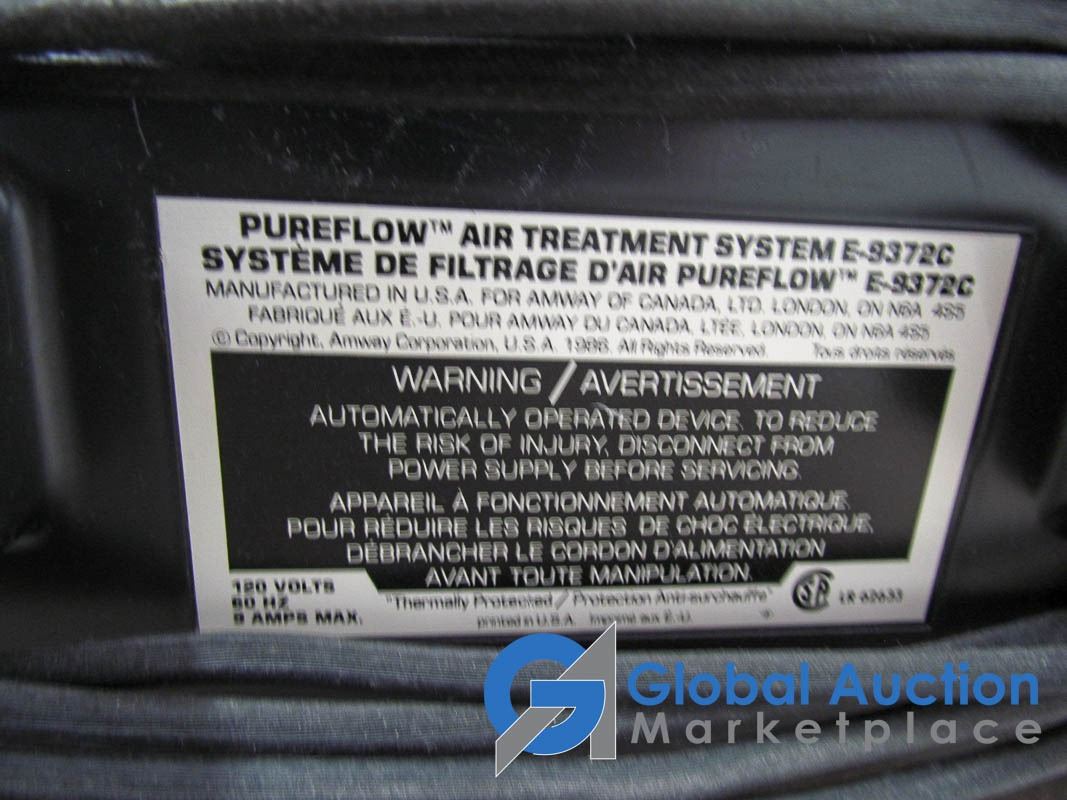 PUREFLOW™ AIR TREATMENT SYSTEM E-9372C
SYSTÈME DE FILTRAGE D'AIR PUREFLOW™ E-9372C
MANUFACTURED IN U.S.A. FOR AMWAY OF CANADA, LTD. LONDON, ON N6A 4S5
FABRIQUÉ AUX É.-U. POUR AMWAY DU CANADA, LTÉE, LONDON, ON N6A 4S5
© Copyright, Amway Corporation, U.S.A. 1986. All Rights Reserved. Tous droits réservés
WARNING / AVERTISSEMENT
AUTOMATICALLY OPERATED DEVICE. TO REDUCE
THE RISK OF INJURY, DISCONNECT FROM
POWER SUPPLY BEFORE SERVICING.
APPAREIL À FONCTIONNEMENT AUTOMATIQUE.
POUR RÉDUIRE LES RISQUES DE CHOC ÉLECTRIQUE,
DÉBRANCHER LE CORDON D'ALIMENTATION
AVANT TOUTE MANIPULATION.
120 VOLTS
60 HZ
9 AMPS MAX.
"Thermally Protected / Protection Anti-surchauffe"
printed in U.S.A. Imprimé aux É.-U.
LR 62633
Global Auction
Marketplace